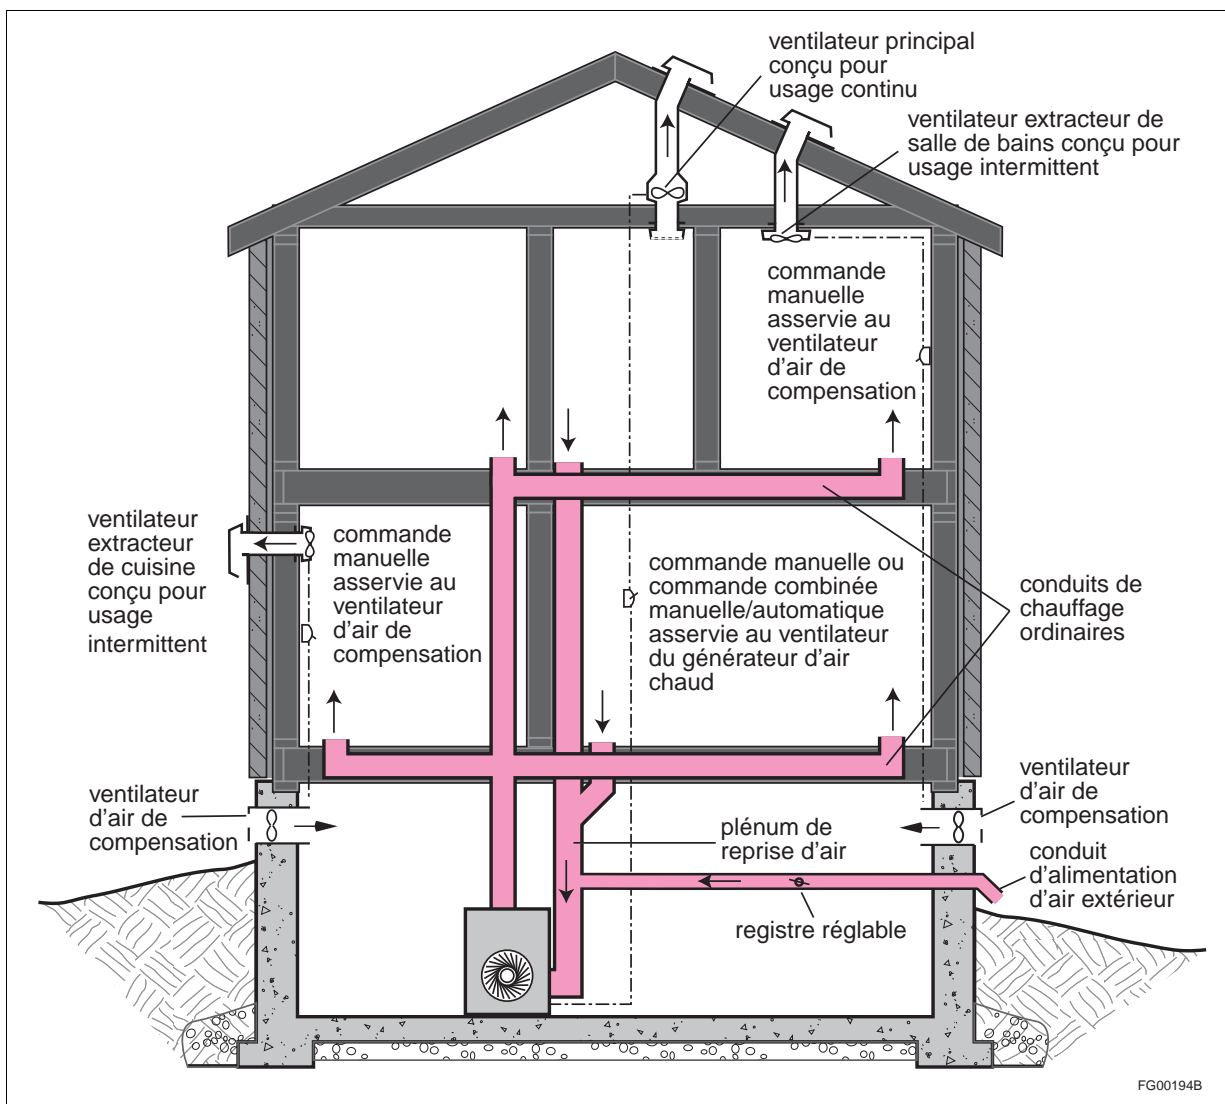 ventilateur principal
conçu pour
usage continu
ventilateur extracteur de
salle de bains conçu pour
usage intermittent
commande
manuelle
asservie au
ventilateur
d'air de
compensation
ventilateur
extracteur
de cuisine
conçu pour
usage
intermittent
commande
manuelle
asservie au
ventilateur
d'air de
compensation
commande manuelle ou
commande combinée
manuelle/automatique
asservie au ventilateur
du générateur d'air
chaud
conduits de
chauffage
ordinaires
ventilateur
d'air de
compensation
ventilateur
d'air de
compensation
plénum de
reprise d'air
conduit
d'alimentation
d'air extérieur
registre réglable
FG00194B